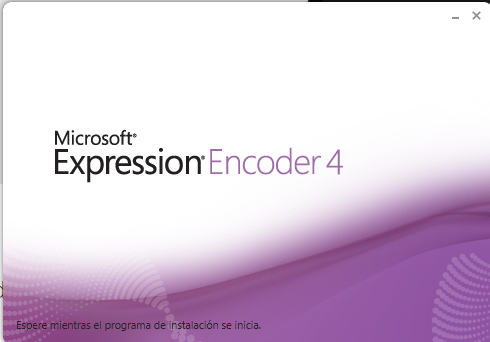 Microsoft®
Expression® Encoder 4
Espere mientras el programa de instalación se inicia.